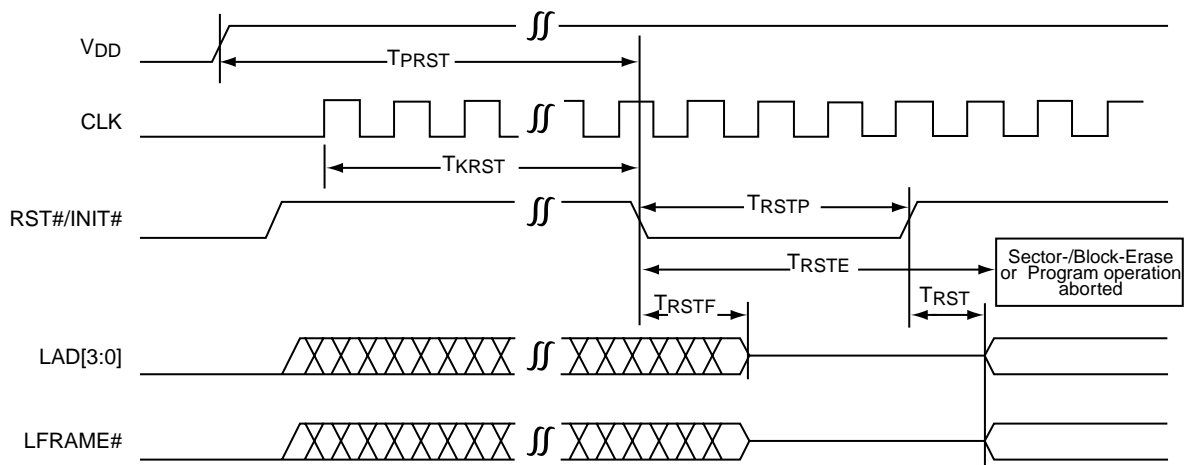 VDD
TPRST
CLK
TKRST
RST#/INIT#
TRSTP
TRSTE
Sector-/Block-Erase
or Program operation
aborted
TRSTF
TRST
LAD[3:0]
LFRAME#